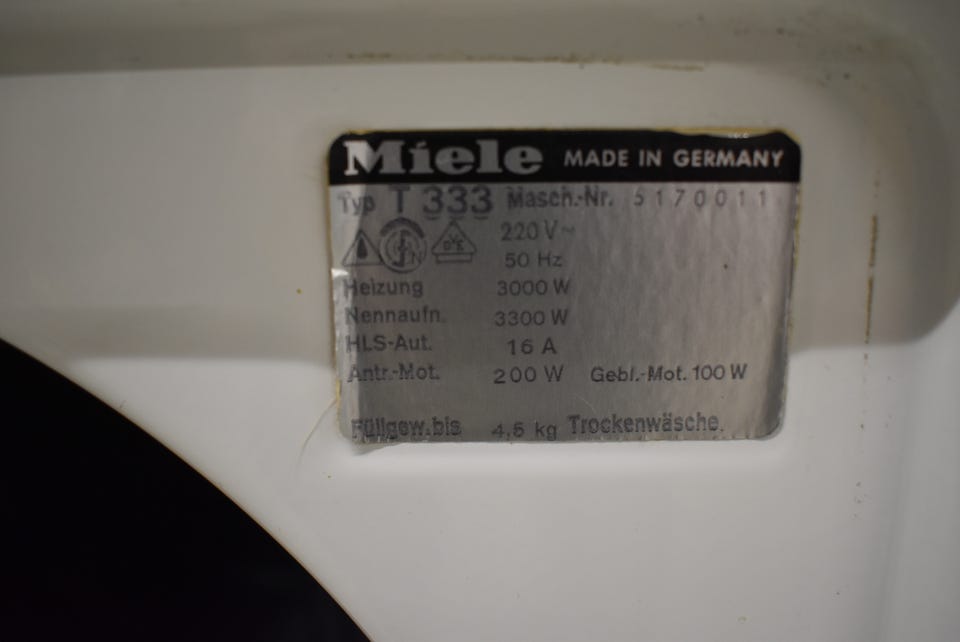 Miele MADE IN GERMANY
Typ T 333 Masch.-Nr. 5170011
220 V~
50 Hz
Heizung 3000 W
Nennaufn. 3300 W
HLS-Aut. 16 A
Antr.-Mot. 200 W Gebl.-Mot. 100 W
Füllgew. bis 4,5 kg Trockenwäsche